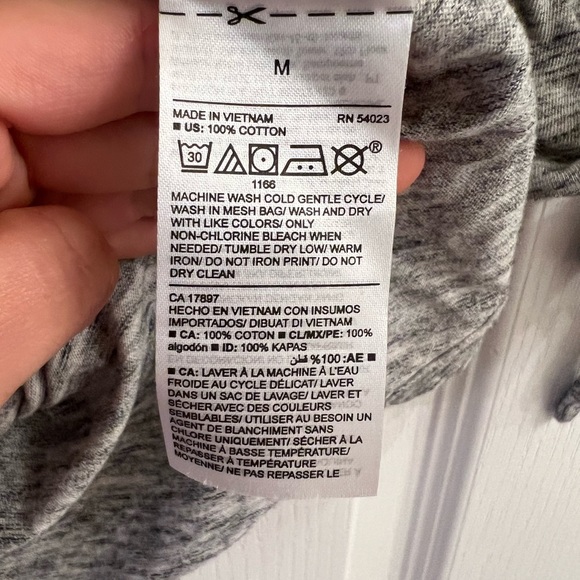 M
MADE IN VIETNAM RN 54023
■ US: 100% COTTON
30
®
1166
MACHINE WASH COLD GENTLE CYCLE/
WASH IN MESH BAG/ WASH AND DRY
WITH LIKE COLORS/ ONLY
NON-CHLORINE BLEACH WHEN
NEEDED/ TUMBLE DRY LOW/ WARM
IRON/ DO NOT IRON PRINT/ DO NOT
DRY CLEAN
CA 17897
HECHO EN VIETNAM CON INSUMOS
IMPORTADOS/ DIBUAT DI VIETNAM
■ CA: 100% COTON ■ CL/MX/PE: 100%
algodón ■ ID: 100% KAPAS
■ AE: 100% قطن
■ CA: LAVER À LA MACHINE À L'EAU
FROIDE AU CYCLE DÉLICAT/ LAVER
DANS UN SAC DE LAVAGE/ LAVER ET
SÉCHER AVEC DES COULEURS
SEMBLABLES/ UTILISER AU BESOIN UN
AGENT DE BLANCHIMENT SANS
CHLORE UNIQUEMENT/ SÉCHER À LA
MACHINE À BASSE TEMPÉRATURE/
REPASSER À TEMPÉRATURE
MOYENNE/ NE PAS REPASSER LE